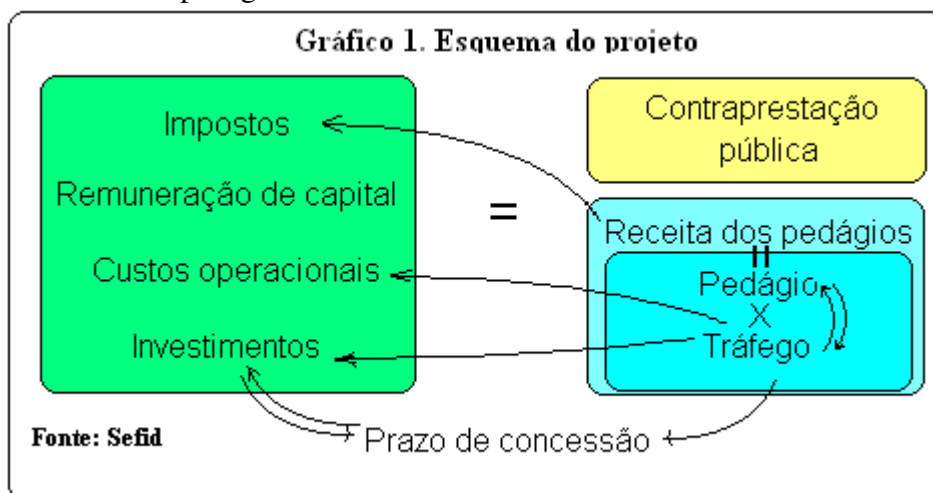 Gráfico 1. Esquema do projeto
Impostos
Remuneração de capital
Custos operacionais
Investimentos
=
Contraprestação
pública
Receita dos pedágios
=
Pedágio
X
Tráfego
Prazo de concessão
Fonte: Sefid